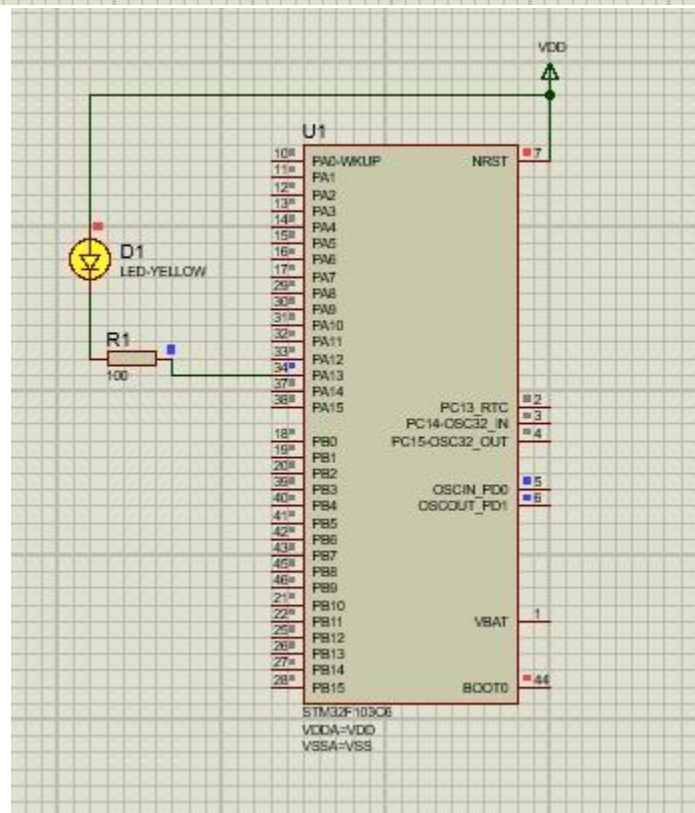 VDD
U1
10 PA0-WKUP NRST 7
11 PA1
12 PA2
13 PA3
14 PA4
15 PA5
16 PA6
17 PA7
29 PA8
30 PA9
31 PA10
32 PA11
33 PA12
34 PA13
37 PA14
38 PA15
D1
LED-YELLOW
R1
100
PC13_RTC 2
PC14-OSC32_IN 3
PC15-OSC32_OUT 4
18 PB0
19 PB1
20 PB2
39 PB3
40 PB4
41 PB5
42 PB6
43 PB7
45 PB8
46 PB9
21 PB10
22 PB11
25 PB12
26 PB13
27 PB14
28 PB15
OSCIN_PD0 5
OSCOUT_PD1 6
VBAT 1
BOOT0 44
STM32F103C6
VDDA=VDD
VSSA=VSS